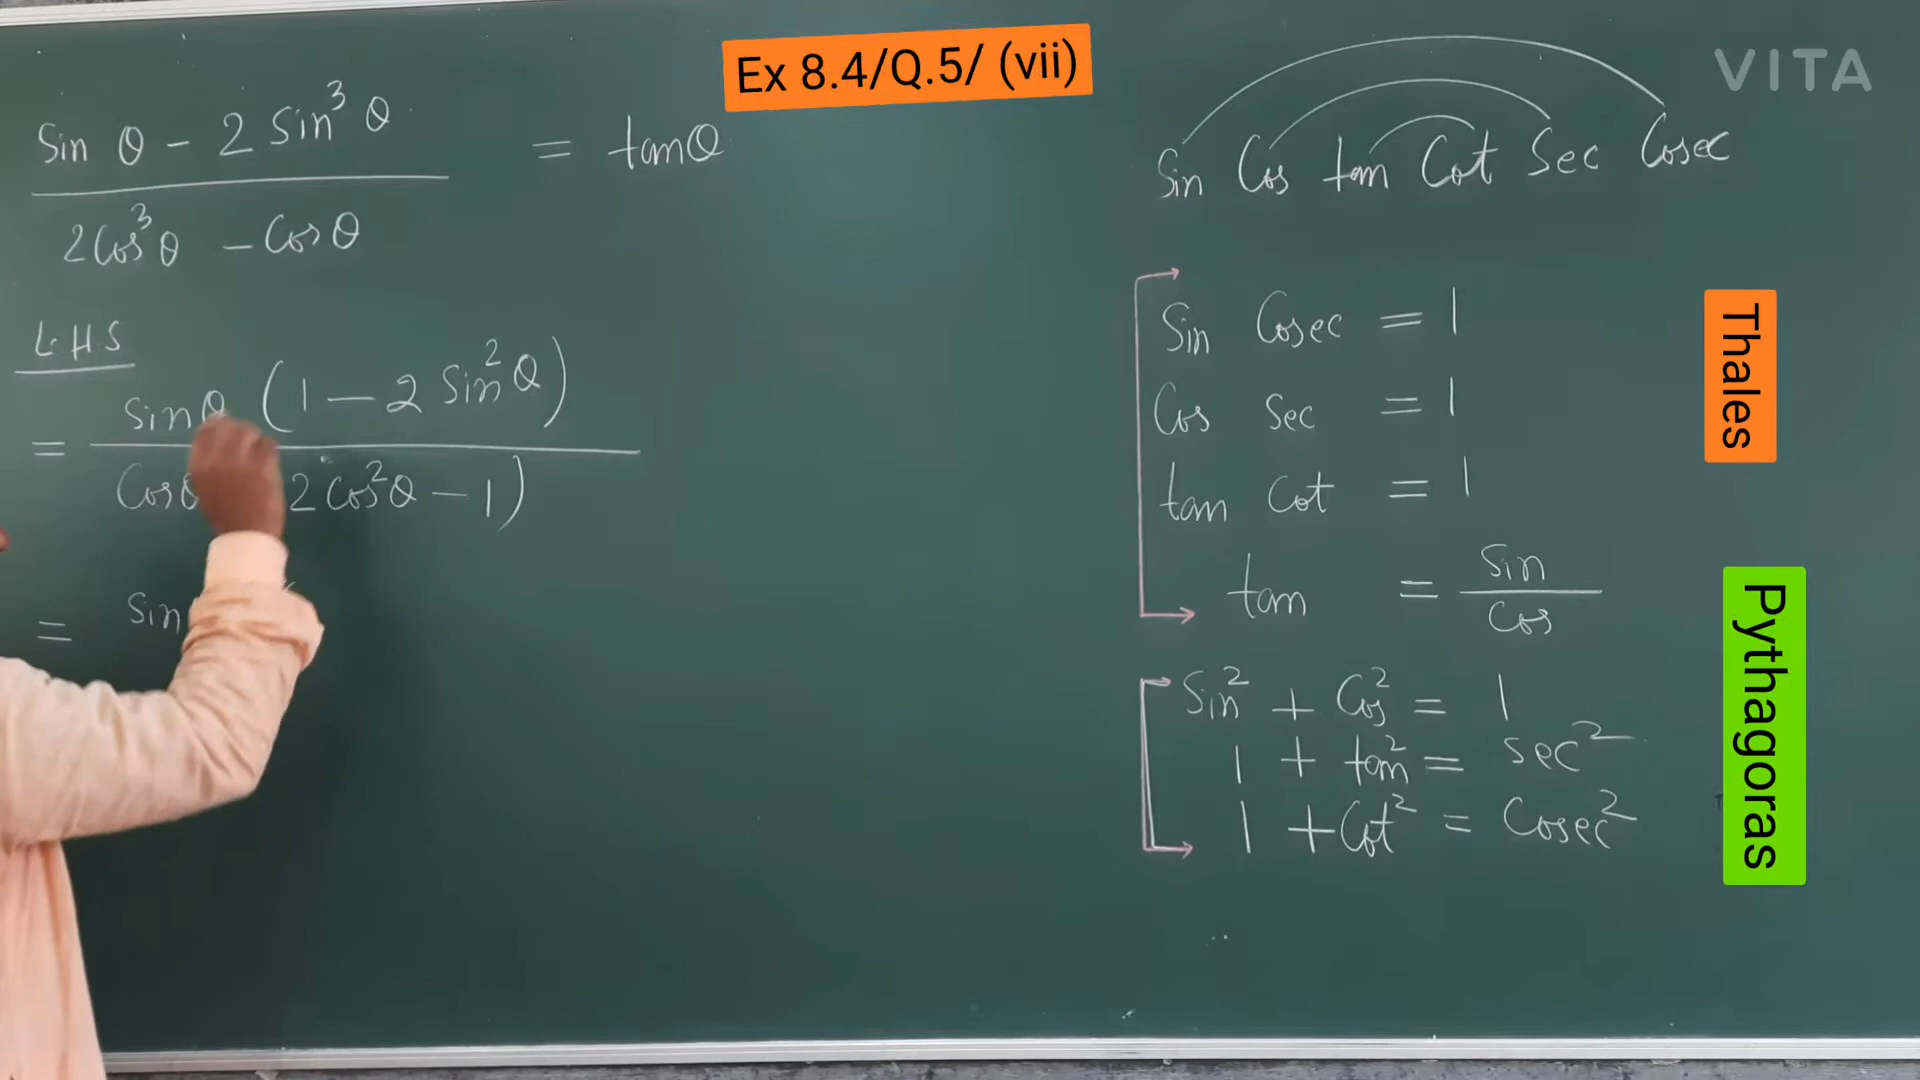 Ex 8.4/Q.5/ (vii)
VITA
Sin θ - 2 Sin³ θ
= tanθ
2Cos³θ - Cosθ
L.H.S
sinθ (1 - 2 Sin²θ)
=
Cosθ 2Cos²θ - 1)
= sin
Sin Cos tan Cot Sec Cosec
Sin Cosec = 1
Cos Sec = 1
tan Cot = 1
tan = Sin
Cos
Sin² + Cos² = 1
1 + tan² = sec²
1 + Cot² = Cosec²
Thales
Pythagoras